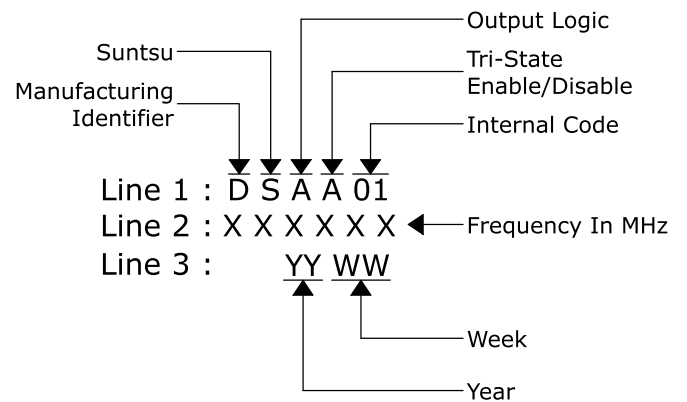 Output Logic
Suntsu
Tri-State
Enable/Disable
Manufacturing
Identifier
Internal Code
Line 1 : D S A A 01
Line 2 : X X X X X X
Frequency In MHz
Line 3 : YY WW
Week
Year